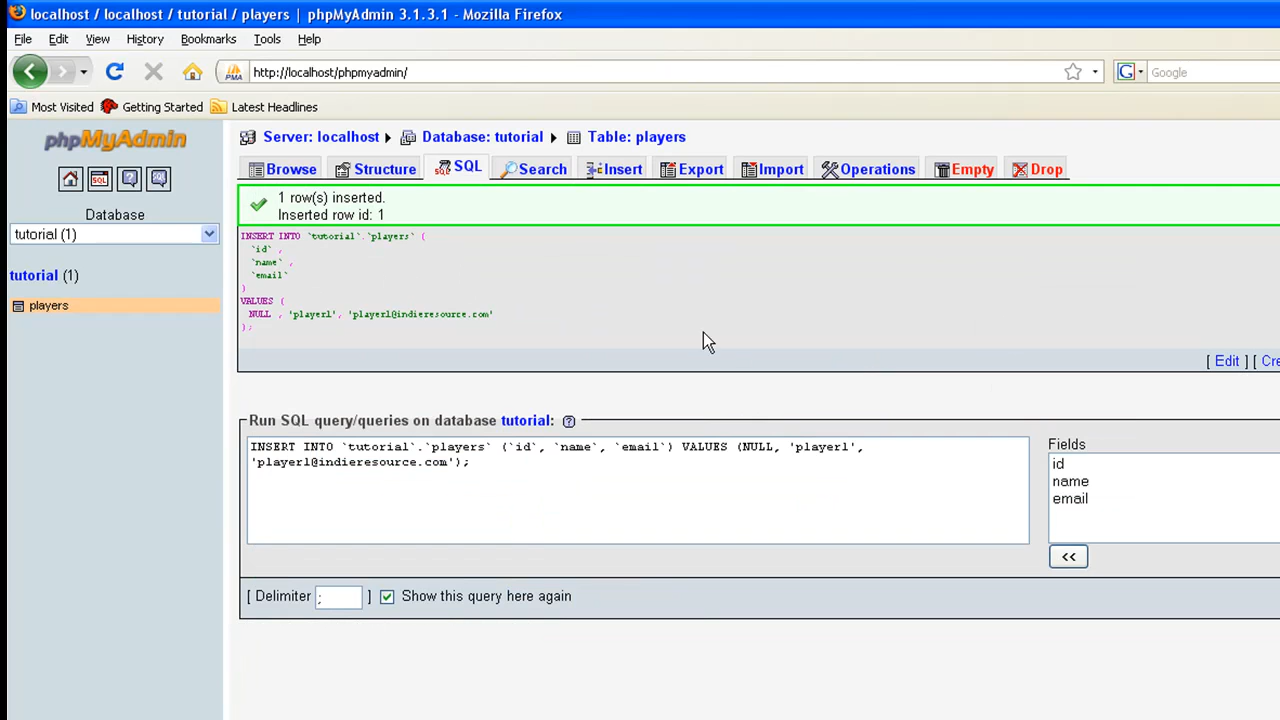 localhost / localhost / tutorial / players | phpMyAdmin 3.1.3.1 - Mozilla Firefox
File Edit View History Bookmarks Tools Help
PMA http://localhost/phpmyadmin/ G Google
Most Visited Getting Started Latest Headlines
phpMyAdmin
SQL SQL
Database
tutorial (1)
tutorial (1)
players
Server: localhost Database: tutorial Table: players
Browse Structure SQL Search Insert Export Import Operations Empty Drop
1 row(s) inserted.
Inserted row id: 1
INSERT INTO `tutorial`.`players` (
`id` ,
`name` ,
`email`
)
VALUES (
NULL , 'player1', 'player1@indieresource.com'
);
[ Edit ] [ Cre
Run SQL query/queries on database tutorial: ?
INSERT INTO `tutorial`.`players` (`id`, `name`, `email`) VALUES (NULL, 'player1',
'player1@indieresource.com');
Fields
id
name
email
<<
[ Delimiter ; ] Show this query here again